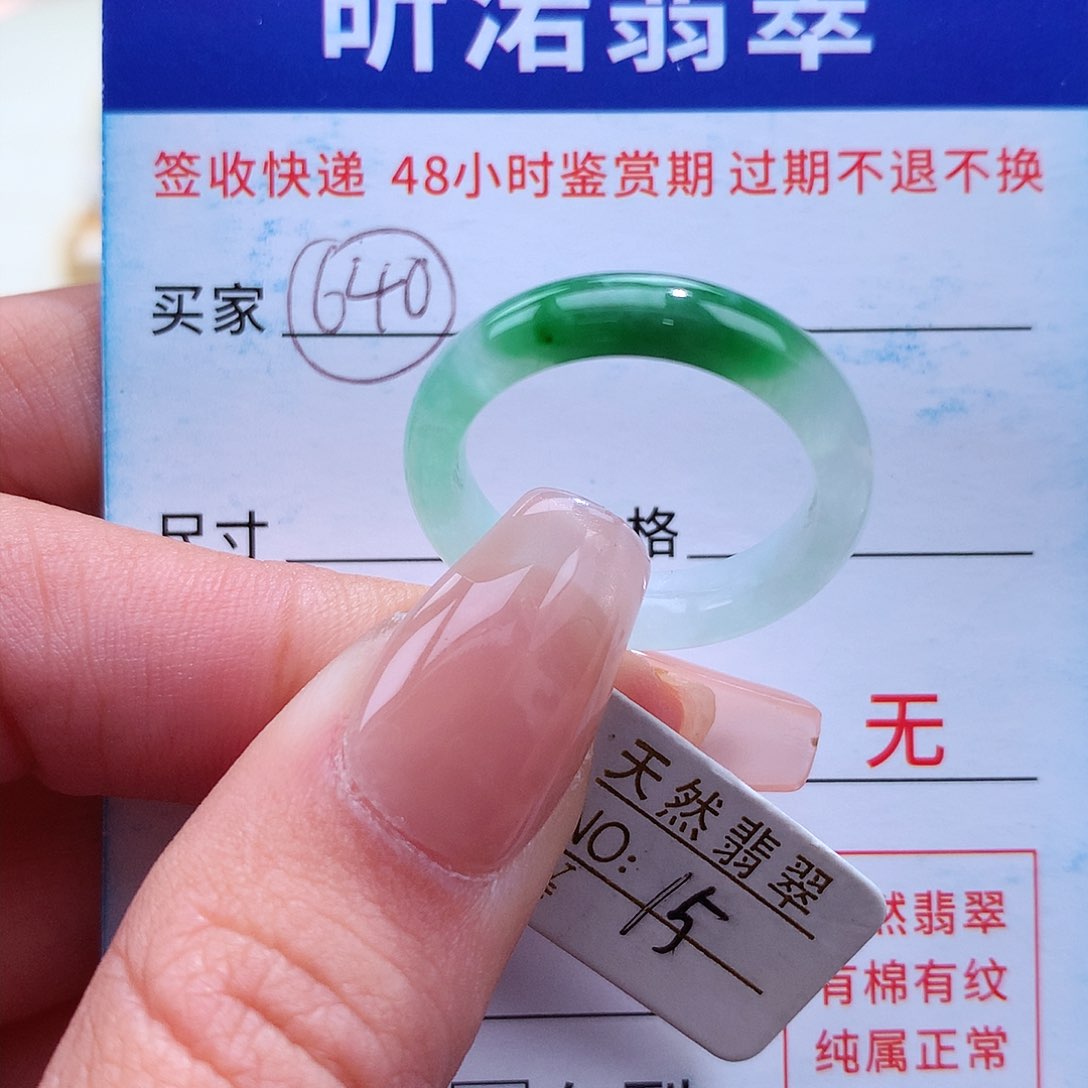 昕渃翡翠
签收快递 48小时鉴赏期 过期不退不换
买家 640
尺寸 格
无
天然翡翠
NO: 15
然翡翠
有棉有纹
纯属正常